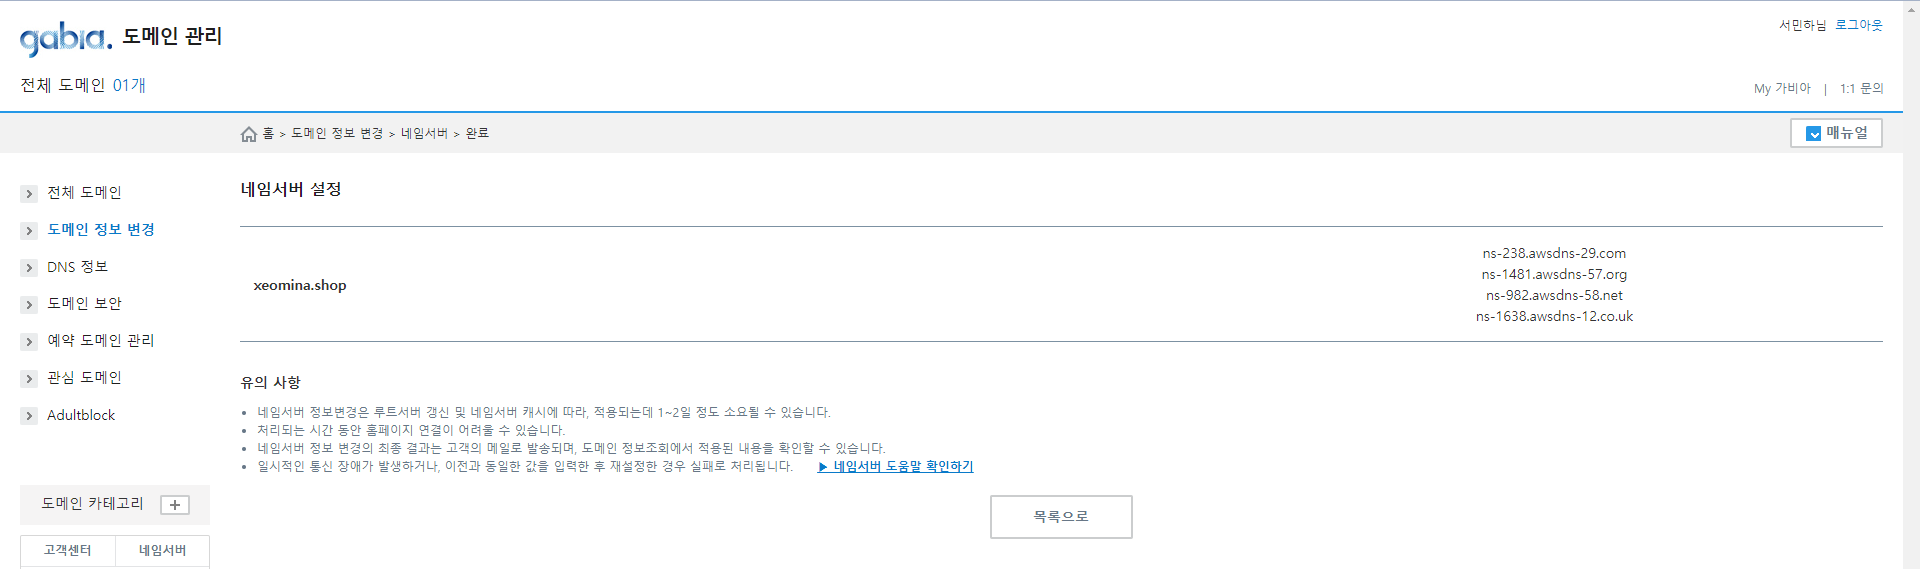 gabia. 도메인 관리
서민하님 로그아웃
전체 도메인 01개
My 가비아 | 1:1 문의
홈 > 도메인 정보 변경 > 네임서버 > 완료
매뉴얼
전체 도메인
도메인 정보 변경
DNS 정보
도메인 보안
예약 도메인 관리
관심 도메인
Adultblock
도메인 카테고리
고객센터
네임서버
네임서버 설정
xeomina.shop
ns-238.awsdns-29.com
ns-1481.awsdns-57.org
ns-982.awsdns-58.net
ns-1638.awsdns-12.co.uk
유의 사항
네임서버 정보변경은 루트서버 갱신 및 네임서버 캐시에 따라, 적용되는데 1~2일 정도 소요될 수 있습니다.
처리되는 시간 동안 홈페이지 연결이 어려울 수 있습니다.
네임서버 정보 변경의 최종 결과는 고객의 메일로 발송되며, 도메인 정보조회에서 적용된 내용을 확인할 수 있습니다.
일시적인 통신 장애가 발생하거나, 이전과 동일한 값을 입력한 후 재설정한 경우 실패로 처리됩니다. ▶ 네임서버 도움말 확인하기
목록으로